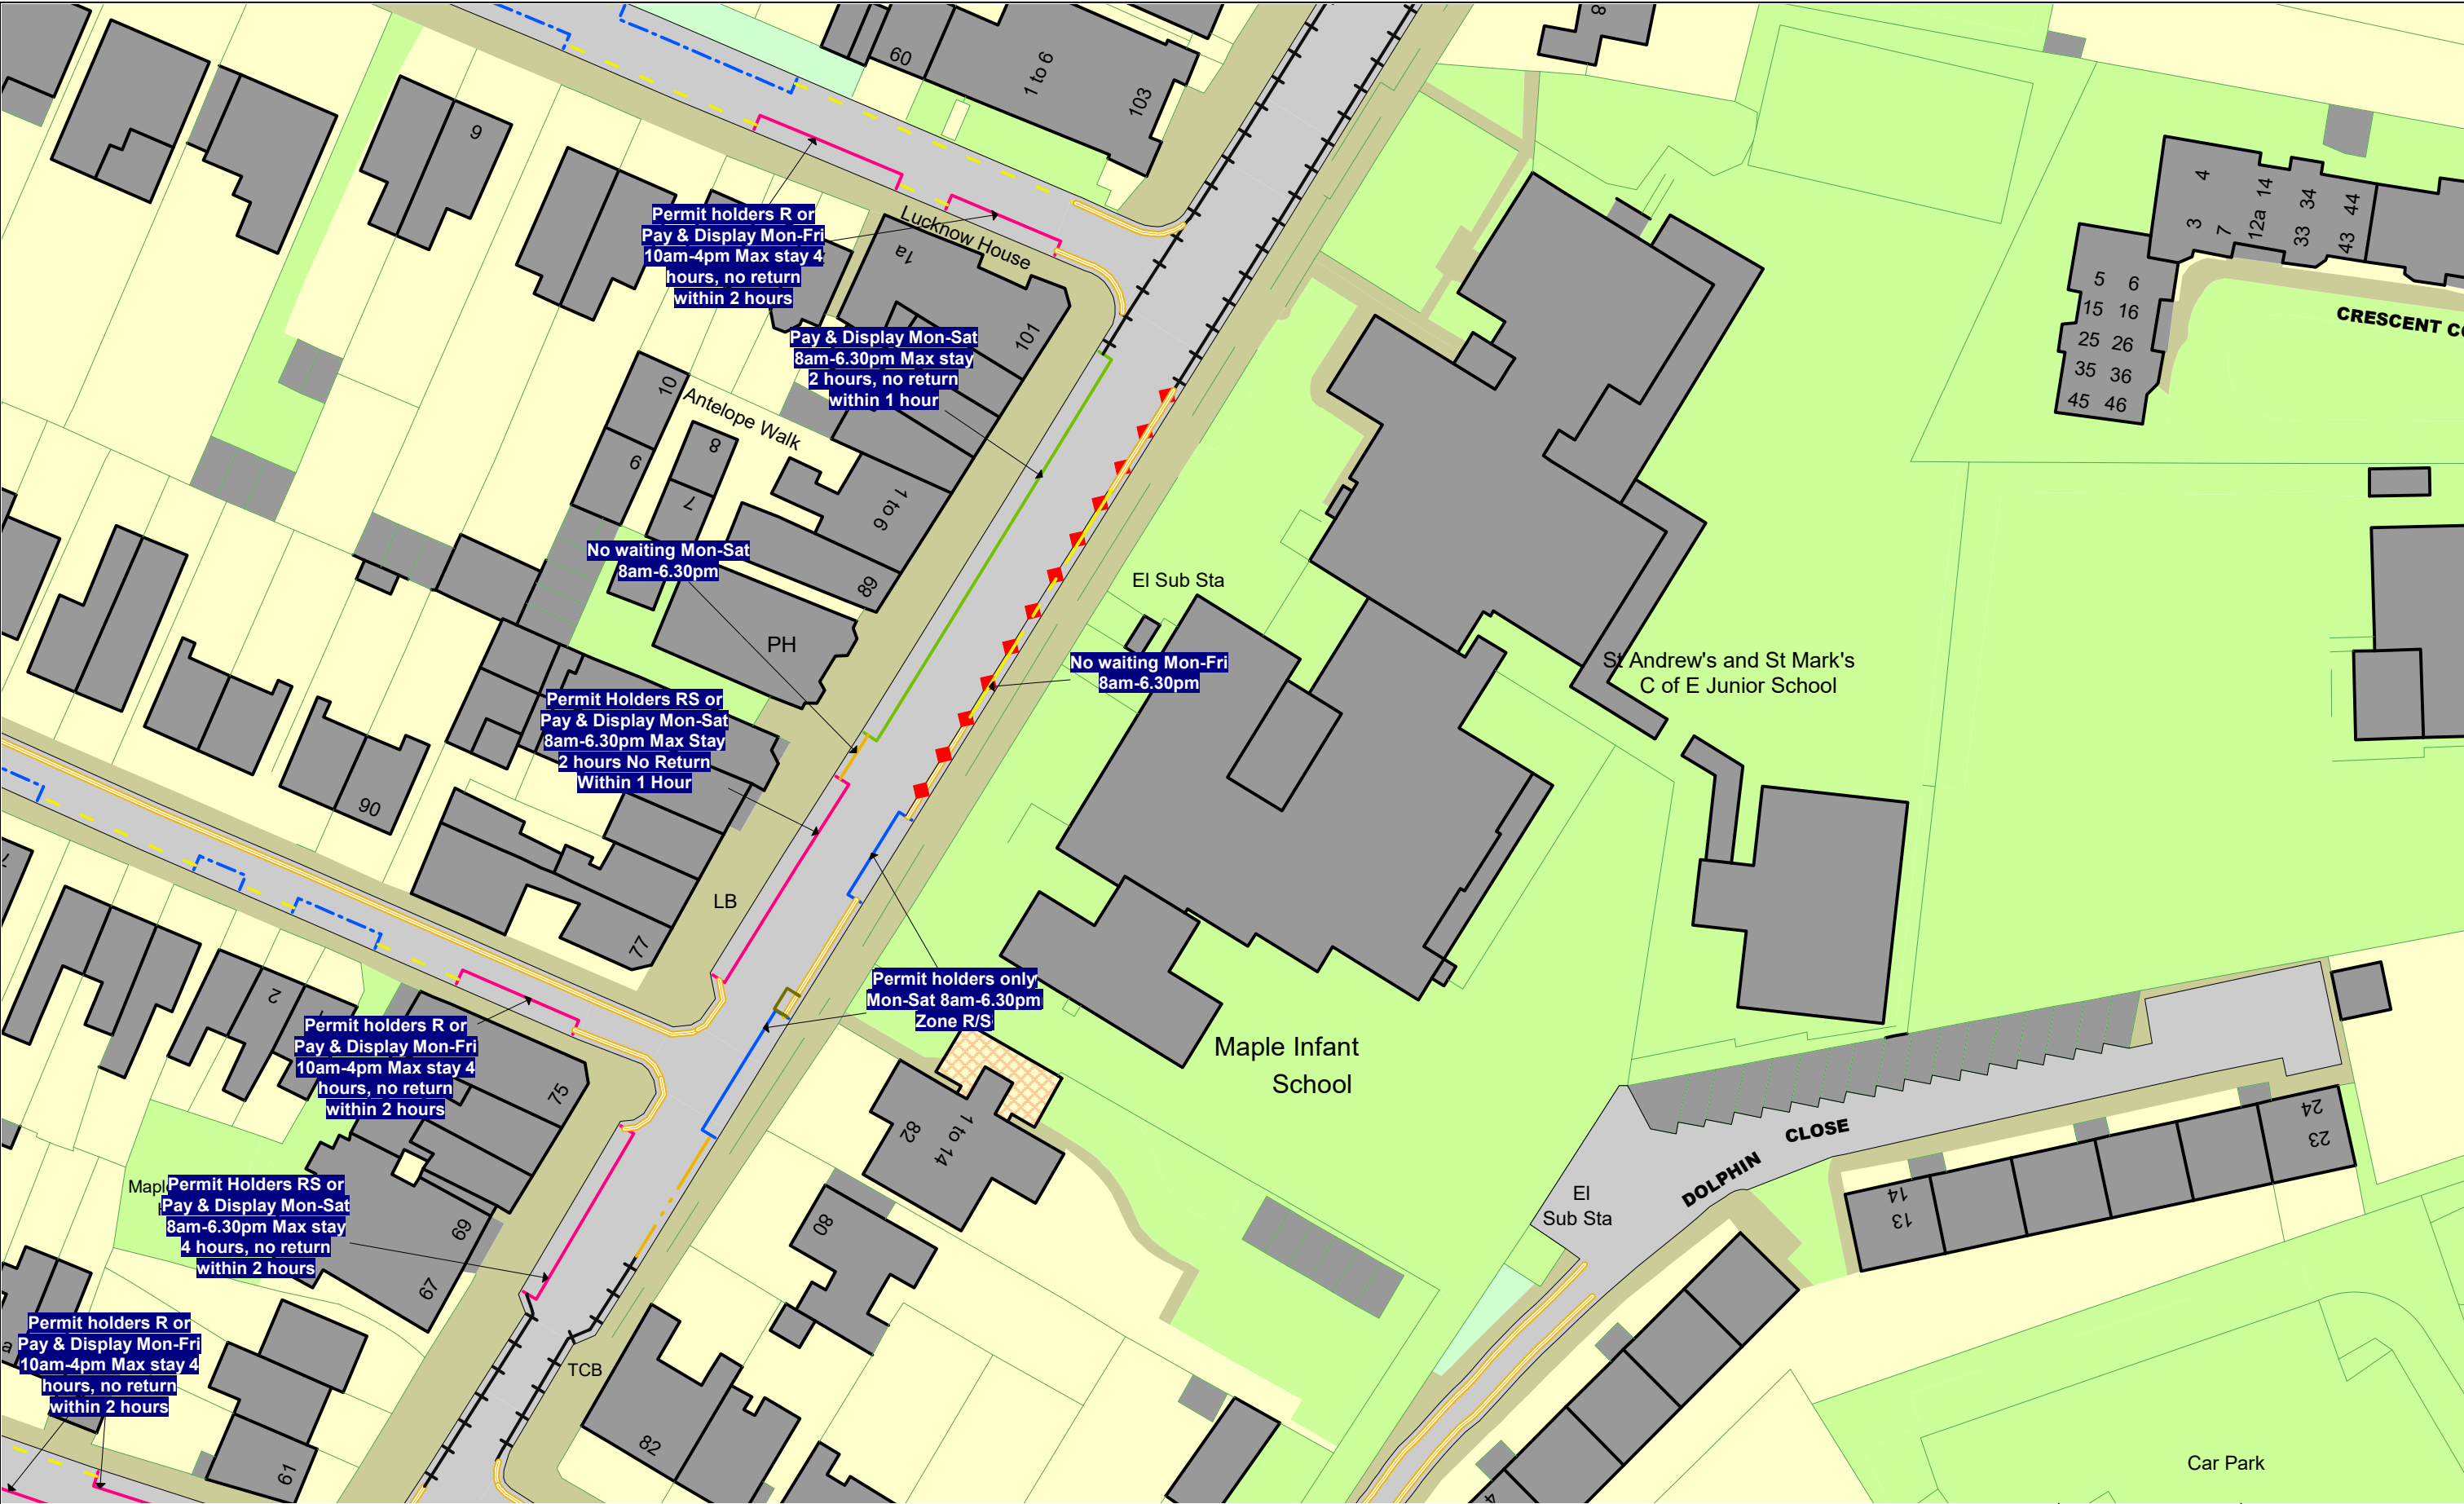 60
1 to 6
103
8
9
Lucknow House
1a
101
Permit holders R or
Pay & Display Mon-Fri
10am-4pm Max stay 4
hours, no return
within 2 hours
Pay & Display Mon-Sat
8am-6.30pm Max stay
2 hours, no return
within 1 hour
4
14
34
44
3
7
12a
33
43
5 6
15 16
25 26
35 36
45 46
CRESCENT
10
9
Antelope Walk
8
7
1 to 6
89
No waiting Mon-Sat
8am-6.30pm
PH
El Sub Sta
No waiting Mon-Fri
8am-6.30pm
St Andrew's and St Mark's
C of E Junior School
Permit Holders RS or
Pay & Display Mon-Sat
8am-6.30pm Max Stay
2 hours No Return
Within 1 Hour
90
LB
77
2
Permit holders only
Mon-Sat 8am-6.30pm
Zone R/S
Maple Infant
School
Permit holders R or
Pay & Display Mon-Fri
10am-4pm Max stay 4
hours, no return
within 2 hours
75
82
1 to 14
DOLPHIN CLOSE
24
23
14
13
El
Sub Sta
Permit Holders RS or
Pay & Display Mon-Sat
8am-6.30pm Max stay
4 hours, no return
within 2 hours
69
67
80
Permit holders R or
Pay & Display Mon-Fri
10am-4pm Max stay 4
hours, no return
within 2 hours
TCB
82
61
Car Park